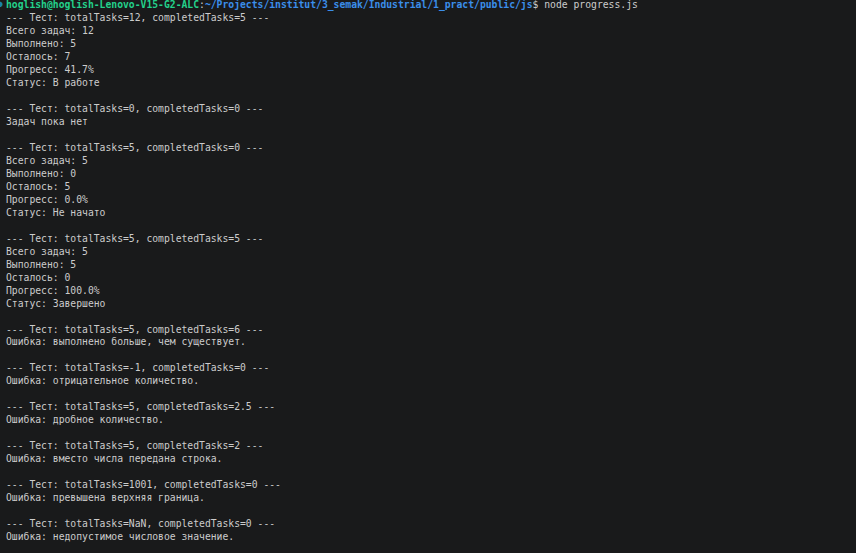 hoglish@hoglish-Lenovo-V15-G2-ALC:~/Projects/institut/3_semak/Industrial/1_pract/public/js$ node progress.js
--- Тест: totalTasks=12, completedTasks=5 ---
Всего задач: 12
Выполнено: 5
Осталось: 7
Прогресс: 41.7%
Статус: В работе
--- Тест: totalTasks=0, completedTasks=0 ---
Задач пока нет
--- Тест: totalTasks=5, completedTasks=0 ---
Всего задач: 5
Выполнено: 0
Осталось: 5
Прогресс: 0.0%
Статус: Не начато
--- Тест: totalTasks=5, completedTasks=5 ---
Всего задач: 5
Выполнено: 5
Осталось: 0
Прогресс: 100.0%
Статус: Завершено
--- Тест: totalTasks=5, completedTasks=6 ---
Ошибка: выполнено больше, чем существует.
--- Тест: totalTasks=-1, completedTasks=0 ---
Ошибка: отрицательное количество.
--- Тест: totalTasks=5, completedTasks=2.5 ---
Ошибка: дробное количество.
--- Тест: totalTasks=5, completedTasks=2 ---
Ошибка: вместо числа передана строка.
--- Тест: totalTasks=1001, completedTasks=0 ---
Ошибка: превышена верхняя граница.
--- Тест: totalTasks=NaN, completedTasks=0 ---
Ошибка: недопустимое числовое значение.